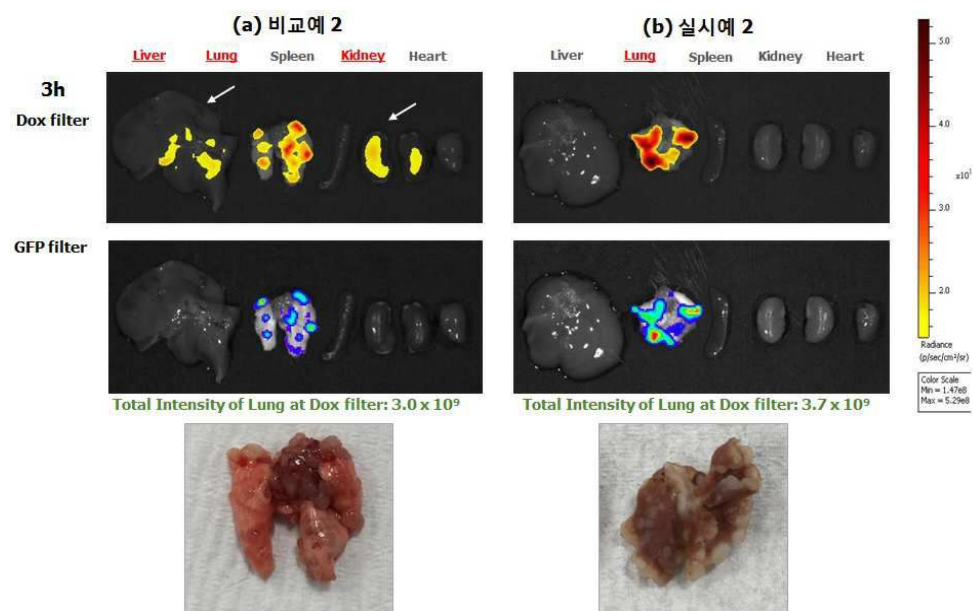 (a) 비교예 2
(b) 실시예 2
Liver Lung Spleen Kidney Heart
Liver Lung Spleen Kidney Heart
3h
Dox filter
GFP filter
Total Intensity of Lung at Dox filter: 3.0 x 10⁹
Total Intensity of Lung at Dox filter: 3.7 x 10⁹
5.0
4.0
3.0
2.0
Radiance
(p/sec/cm²/sr)
Color Scale
Min = 1.47e8
Max = 5.29e8